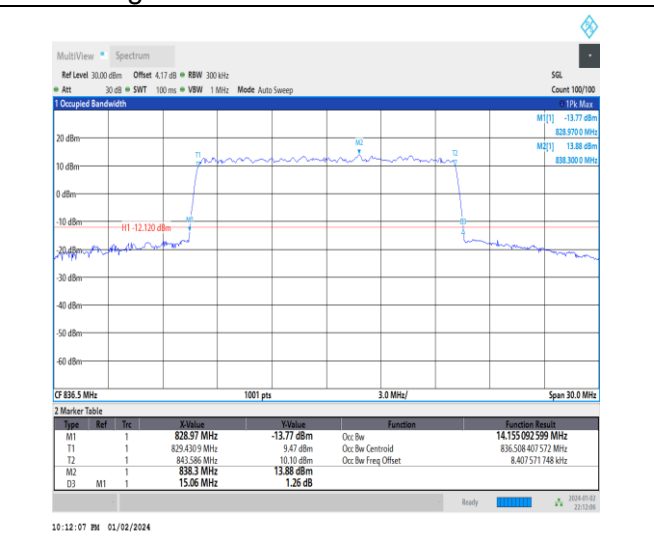 MultiView Spectrum
Ref Level 30.00 dBm Offset 4.17 dB RBW 300 kHz SGL
Att 30 dB SWT 100 ms VBW 1 MHz Mode Auto Sweep Count 100/100
1 Occupied Bandwidth 1Pk Max
M1[1] -13.77 dBm
828.970 0 MHz
M2[1] 13.88 dBm
838.300 0 MHz
20 dBm
M2
T1
T2
10 dBm
0 dBm
-10 dBm
M1
D3
H1 -12.120 dBm
-20 dBm
-30 dBm
-40 dBm
-50 dBm
-60 dBm
CF 836.5 MHz 1001 pts 3.0 MHz/ Span 30.0 MHz
2 Marker Table
Type Ref Trc X-Value Y-Value Function Function Result
M1 1 828.97 MHz -13.77 dBm Occ Bw 14.155 092 599 MHz
T1 1 829.430 9 MHz 9.47 dBm Occ Bw Centroid 836.508 407 572 MHz
T2 1 843.586 MHz 10.10 dBm Occ Bw Freq Offset 8.407 571 748 kHz
M2 1 838.3 MHz 13.88 dBm
D3 M1 1 15.06 MHz 1.26 dB
Ready 2024-01-02
22:12:06
10:12:07 PM 01/02/2024